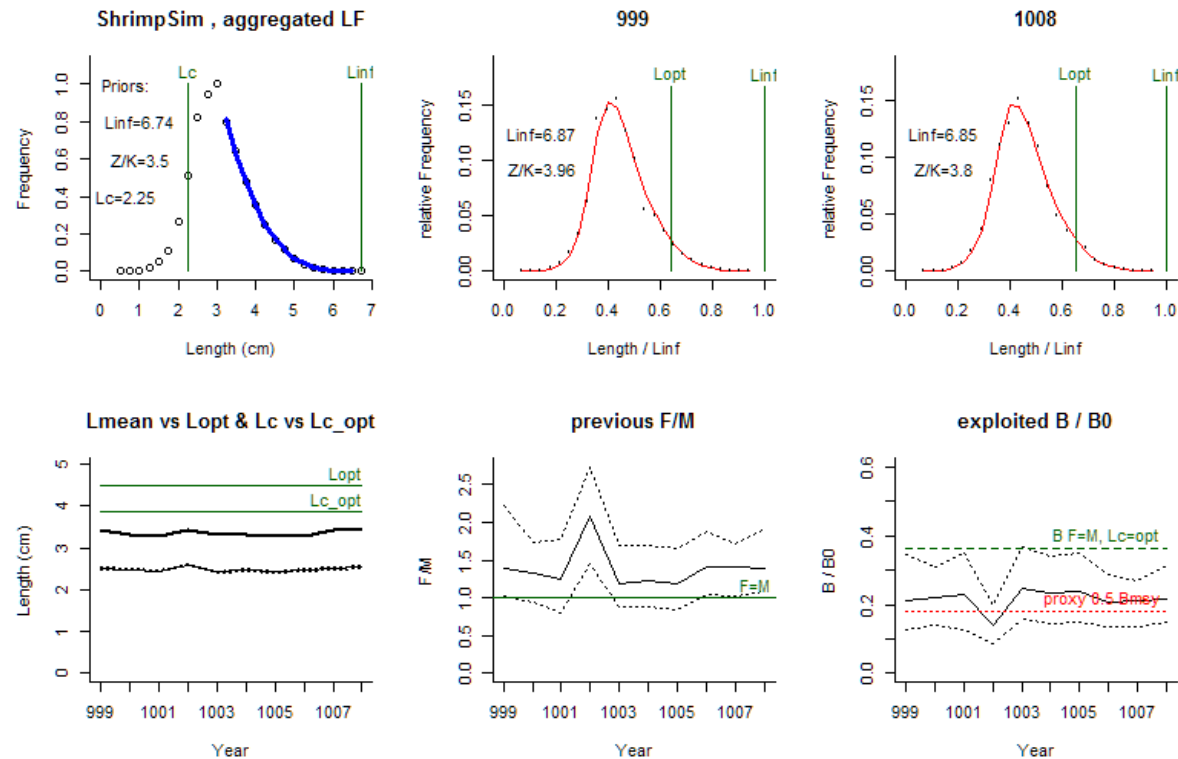 ShrimpSim , aggregated LF
Frequency
0.0 0.2 0.4 0.6 0.8 1.0
Priors:
Linf=6.74
Z/K=3.5
Lc=2.25
Lc
Linf
0 1 2 3 4 5 6 7
Length (cm)
999
relative Frequency
0.00 0.05 0.10 0.15
Linf=6.87
Z/K=3.96
Lopt
Linf
0.0 0.2 0.4 0.6 0.8 1.0
Length / Linf
1008
relative Frequency
0.00 0.05 0.10 0.15
Linf=6.85
Z/K=3.8
Lopt
Linf
0.0 0.2 0.4 0.6 0.8 1.0
Length / Linf
Lmean vs Lopt & Lc vs Lc_opt
Length (cm)
0 1 2 3 4 5
Lopt
Lc_opt
999 1001 1003 1005 1007
Year
previous F/M
F/M
0.0 0.5 1.0 1.5 2.0 2.5
F=M
999 1001 1003 1005 1007
Year
exploited B / B0
B / B0
0.0 0.2 0.4 0.6
B F=M, Lc=opt
proxy 0.5 Bmsy
999 1001 1003 1005 1007
Year